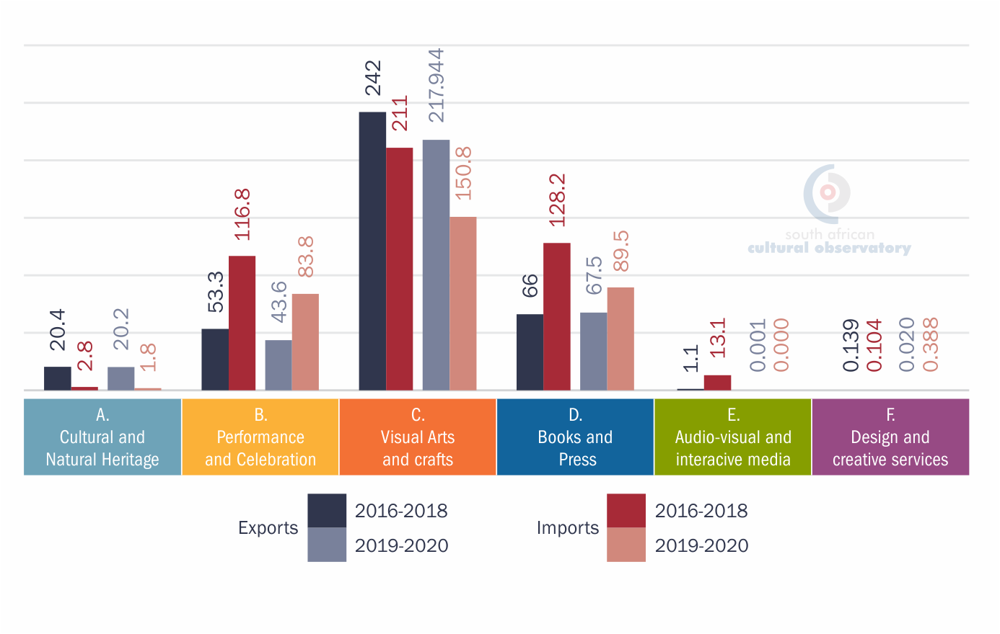 242
211
217.944
150.8
116.8
128.2
53.3
43.6
83.8
66
67.5
89.5
20.4
2.8
20.2
1.8
1.1
13.1
0.001
0.000
0.139
0.104
0.020
0.388
south african
cultural observatory
A.
Cultural and
Natural Heritage
B.
Performance
and Celebration
C.
Visual Arts
and crafts
D.
Books and
Press
E.
Audio-visual and
interacive media
F.
Design and
creative services
Exports
2016-2018
2019-2020
Imports
2016-2018
2019-2020